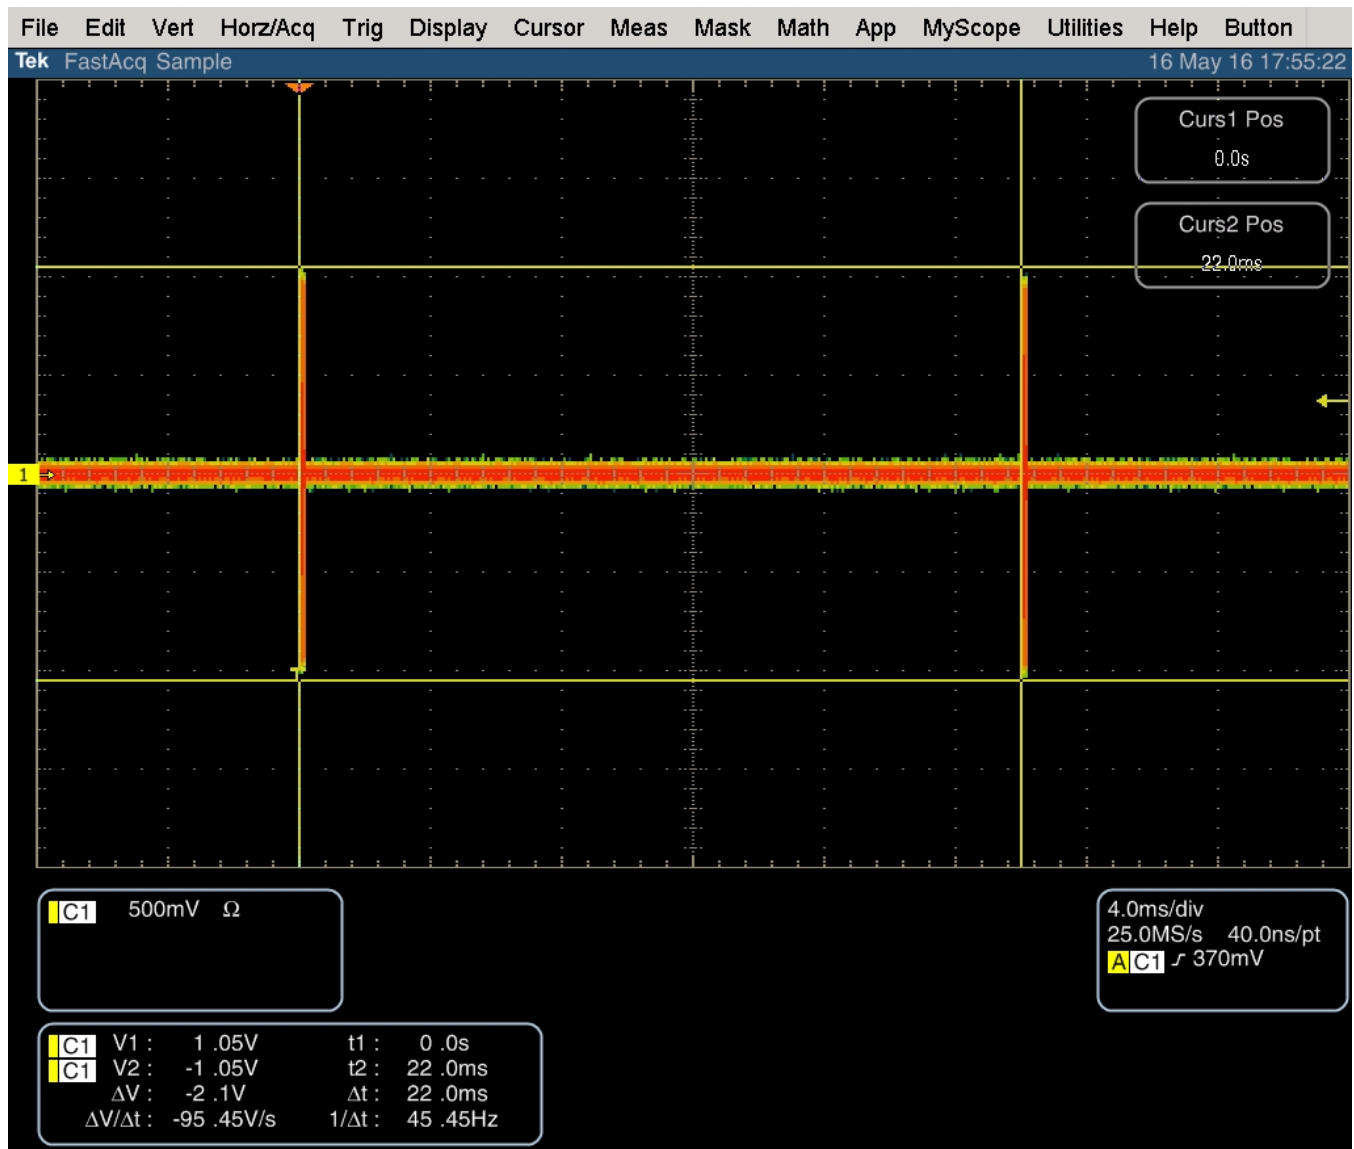 File Edit Vert Horz/Acq Trig Display Cursor Meas Mask Math App MyScope Utilities Help Button
Tek FastAcq Sample 16 May 16 17:55:22
Curs1 Pos
0.0s
Curs2 Pos
22.0ms
1
C1 500mV Ω
4.0ms/div
25.0MS/s 40.0ns/pt
A C1 370mV
C1 V1 : 1 .05V t1 : 0 .0s
C1 V2 : -1 .05V t2 : 22 .0ms
ΔV : -2 .1V Δt : 22 .0ms
ΔV/Δt : -95 .45V/s 1/Δt : 45 .45Hz